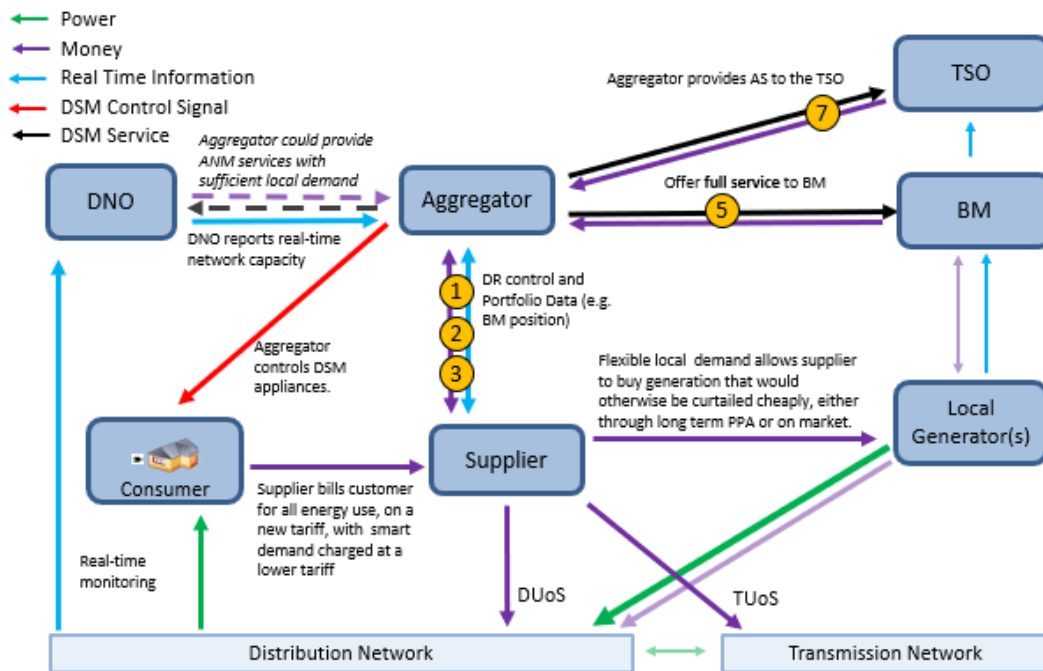 Power
Money
Real Time Information
DSM Control Signal
DSM Service
Aggregator could provide
ANM services with
sufficient local demand
Aggregator provides AS to the TSO
7
TSO
DNO
Aggregator
Offer full service to BM
5
BM
DNO reports real-time
network capacity
1
2
3
DR control and
Portfolio Data (e.g.
BM position)
Aggregator
controls DSM
appliances.
Flexible local demand allows supplier
to buy generation that would
otherwise be curtailed cheaply, either
through long term PPA or on market.
Local
Generator(s)
Consumer
Supplier
Supplier bills customer
for all energy use, on a
new tariff, with smart
demand charged at a
lower tariff
Real-time
monitoring
DUoS
TUoS
Distribution Network
Transmission Network